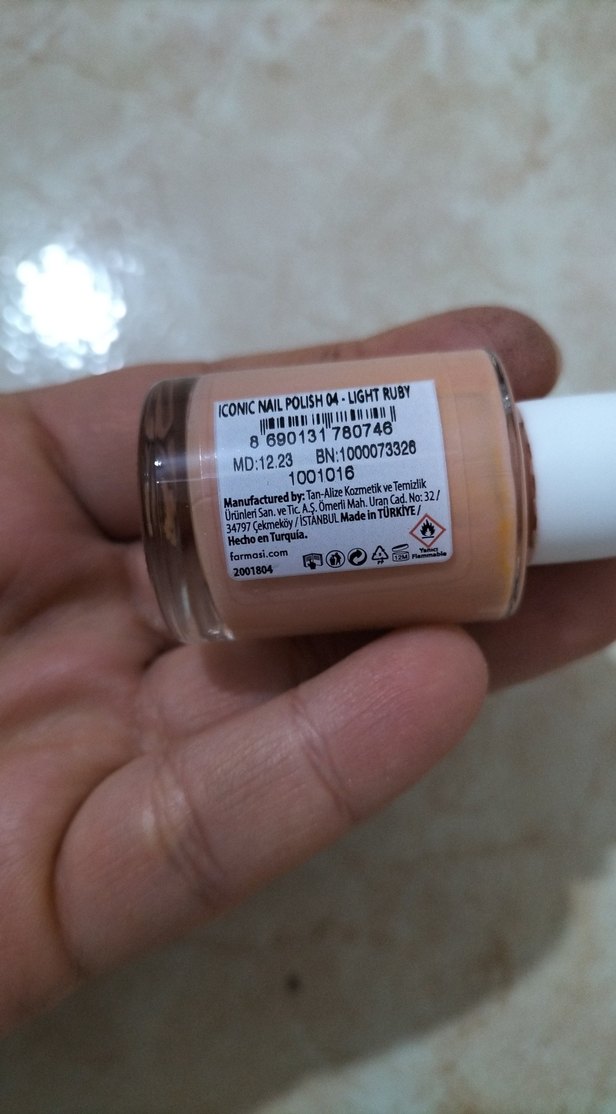 ICONIC NAIL POLISH 04 - LIGHT RUBY
8 690131 780746
MD:12.23 BN:1000073326
1001016
Manufactured by: Tan-Alize Kozmetik ve Temizlik
Ürünleri San. ve Tic. A.Ş. Ömerli Mah. Uran Cad. No: 32 /
34797 Çekmeköy / İSTANBUL Made in TÜRKİYE /
Hecho en Turquía.
farmasi.com
12M
Yanıcı
Flammable
2001804